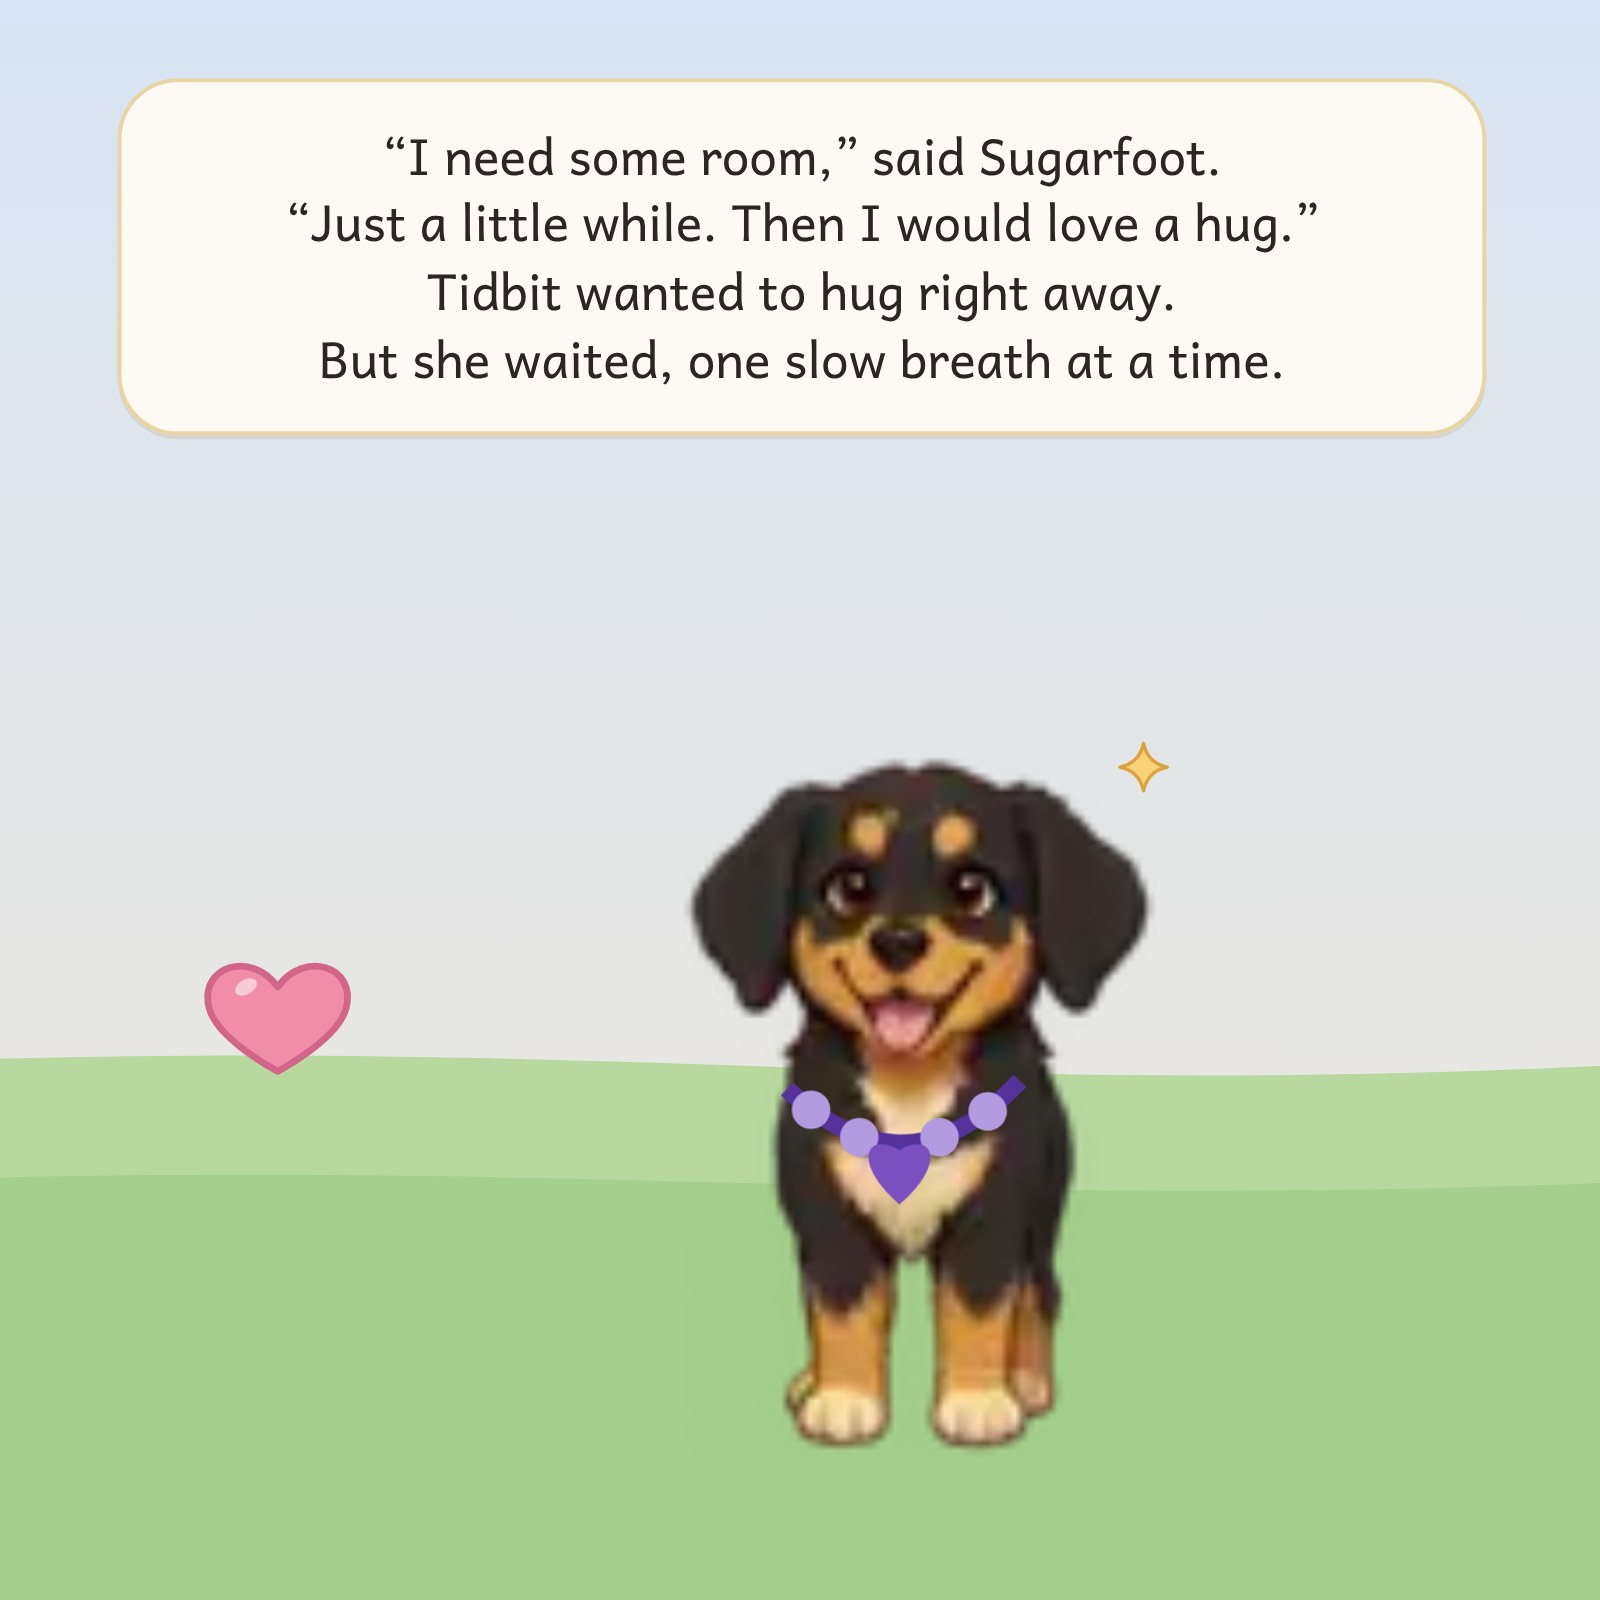 “I need some room,” said Sugarfoot.
“Just a little while. Then I would love a hug.”
Tidbit wanted to hug right away.
But she waited, one slow breath at a time.